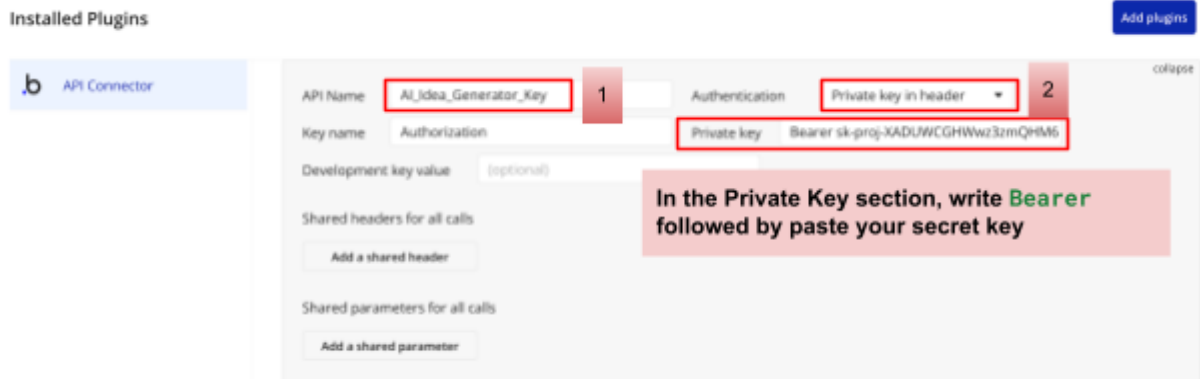 Installed Plugins
Add plugins
.b API Connector
collapse
API Name AI_Idea_Generator_Key 1 Authentication Private key in header 2
Key name Authorization Private key Bearer sk-proj-XADUWCGHWwz3zmQHM6
Development key value (optional)
In the Private Key section, write Bearer
followed by paste your secret key
Shared headers for all calls
Add a shared header
Shared parameters for all calls
Add a shared parameter